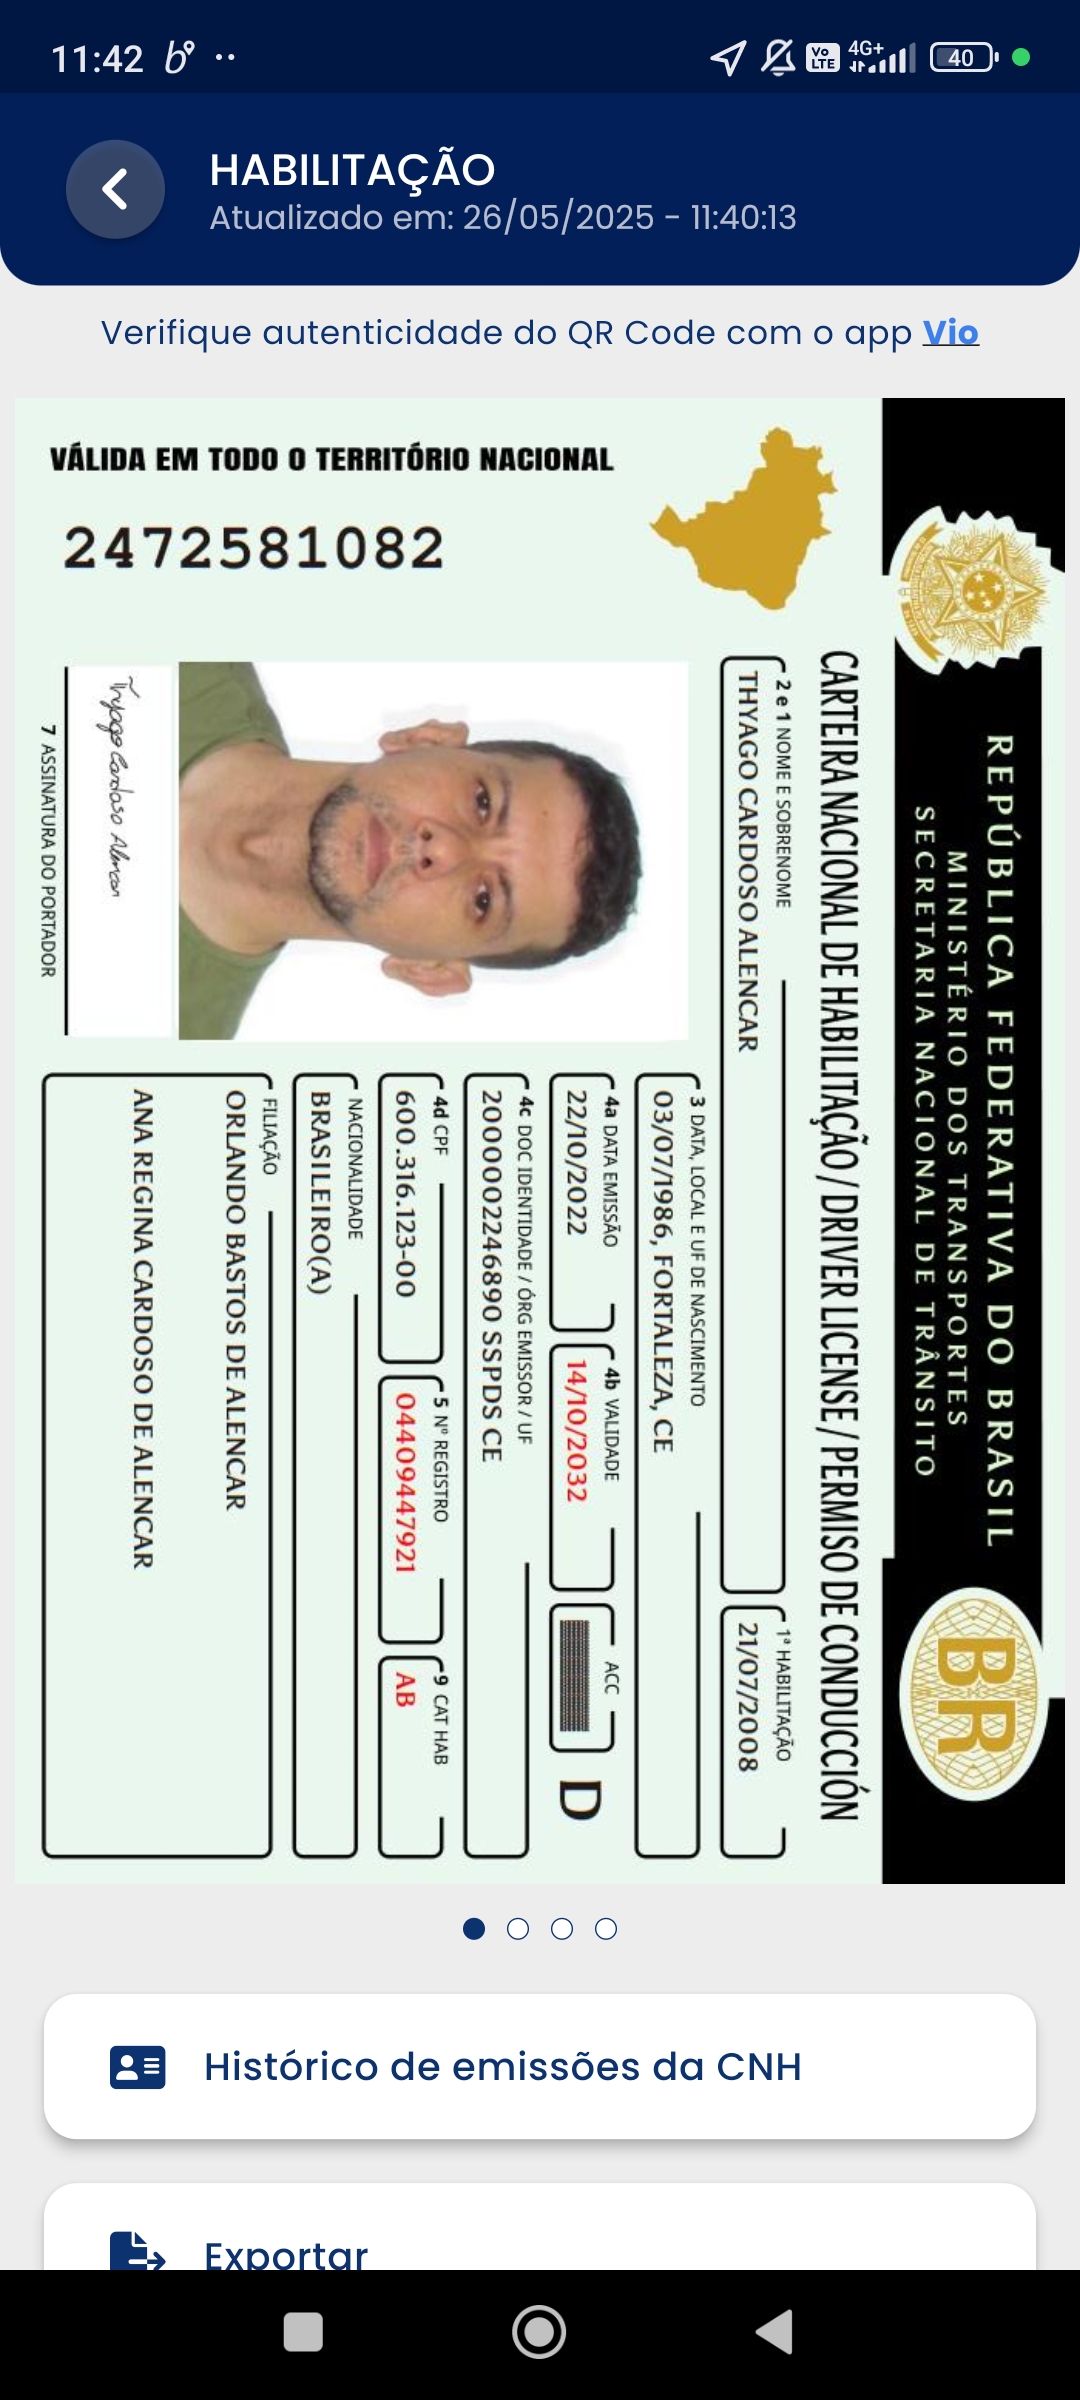 11:42
4G+
Vo LTE
40
HABILITAÇÃO
Atualizado em: 26/05/2025 - 11:40:13
Verifique autenticidade do QR Code com o app Vio
REPÚBLICA FEDERATIVA DO BRASIL
MINISTÉRIO DOS TRANSPORTES
SECRETARIA NACIONAL DE TRÂNSITO
BR
CARTEIRA NACIONAL DE HABILITAÇÃO / DRIVER LICENSE / PERMISO DE CONDUCCIÓN
VÁLIDA EM TODO O TERRITÓRIO NACIONAL
2472581082
2 e 1 NOME E SOBRENOME
THYAGO CARDOSO ALENCAR
1ª HABILITAÇÃO
21/07/2008
3 DATA, LOCAL E UF DE NASCIMENTO
03/07/1986, FORTALEZA, CE
4a DATA EMISSÃO
22/10/2022
4b VALIDADE
14/10/2032
ACC
D
4c DOC IDENTIDADE / ÓRG EMISSOR / UF
2000002246890 SSPDS CE
4d CPF
600.316.123-00
5 Nº REGISTRO
04409447921
9 CAT HAB
AB
NACIONALIDADE
BRASILEIRO(A)
FILIAÇÃO
ORLANDO BASTOS DE ALENCAR
ANA REGINA CARDOSO DE ALENCAR
Thyago Cardoso Alencar
7 ASSINATURA DO PORTADOR
Histórico de emissões da CNH
Exportar